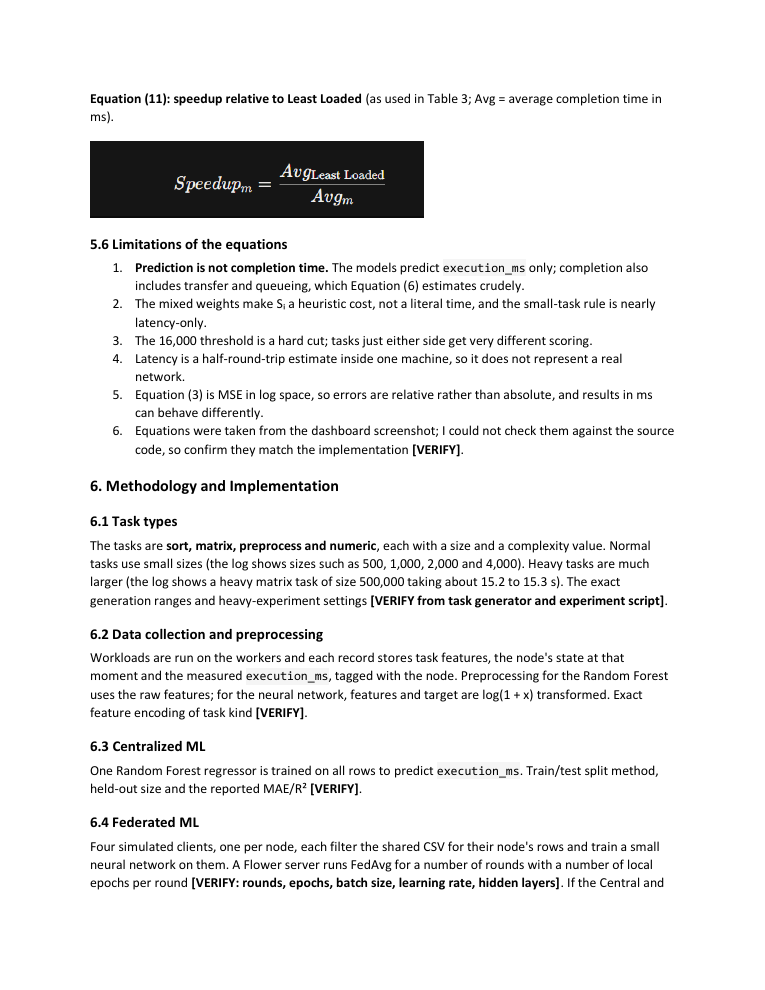 Equation (11): speedup relative to Least Loaded (as used in Table 3; Avg = average completion time in
ms).
Speedup_m = Avg_Least Loaded / Avg_m
5.6 Limitations of the equations
1. Prediction is not completion time. The models predict execution_ms only; completion also
includes transfer and queueing, which Equation (6) estimates crudely.
2. The mixed weights make Sᵢ a heuristic cost, not a literal time, and the small-task rule is nearly
latency-only.
3. The 16,000 threshold is a hard cut; tasks just either side get very different scoring.
4. Latency is a half-round-trip estimate inside one machine, so it does not represent a real
network.
5. Equation (3) is MSE in log space, so errors are relative rather than absolute, and results in ms
can behave differently.
6. Equations were taken from the dashboard screenshot; I could not check them against the source
code, so confirm they match the implementation [VERIFY].
6. Methodology and Implementation
6.1 Task types
The tasks are sort, matrix, preprocess and numeric, each with a size and a complexity value. Normal
tasks use small sizes (the log shows sizes such as 500, 1,000, 2,000 and 4,000). Heavy tasks are much
larger (the log shows a heavy matrix task of size 500,000 taking about 15.2 to 15.3 s). The exact
generation ranges and heavy-experiment settings [VERIFY from task generator and experiment script].
6.2 Data collection and preprocessing
Workloads are run on the workers and each record stores task features, the node's state at that
moment and the measured execution_ms, tagged with the node. Preprocessing for the Random Forest
uses the raw features; for the neural network, features and target are log(1 + x) transformed. Exact
feature encoding of task kind [VERIFY].
6.3 Centralized ML
One Random Forest regressor is trained on all rows to predict execution_ms. Train/test split method,
held-out size and the reported MAE/R² [VERIFY].
6.4 Federated ML
Four simulated clients, one per node, each filter the shared CSV for their node's rows and train a small
neural network on them. A Flower server runs FedAvg for a number of rounds with a number of local
epochs per round [VERIFY: rounds, epochs, batch size, learning rate, hidden layers]. If the Central and